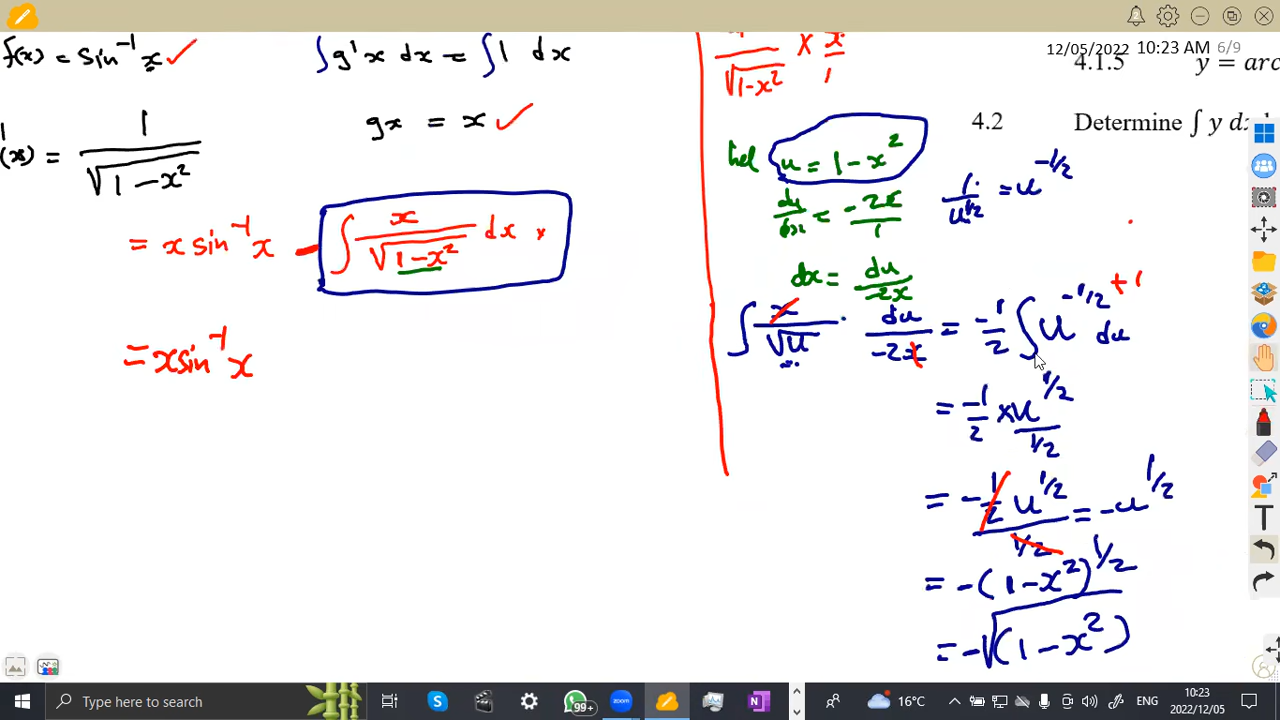 12/05/2022 10:23 AM 6/9
f(x) = sin⁻¹x ✓
∫g'x dx = ∫1 dx
√1-x² × x/1
4.1.5 y = arc
'(x) = 1/√1-x²
gx = x ✓
4.2 Determine ∫ y dx
let u = 1-x²
1/u^1/2 = u^-1/2
du/dx = -2x/1
= x sin⁻¹x - ∫ x/√1-x² dx
dx = du/-2x
∫ x/√u · du/-2x = -1/2 ∫ u^-1/2 +1 du
= x sin⁻¹x
= -1/2 × u^1/2 / 1/2
= -1/2 u^1/2 / 1/2 = -u^1/2
= -(1-x²)^1/2
= -√(1-x²)
99+
Type here to search
16°C
ENG
10:23
2022/12/05